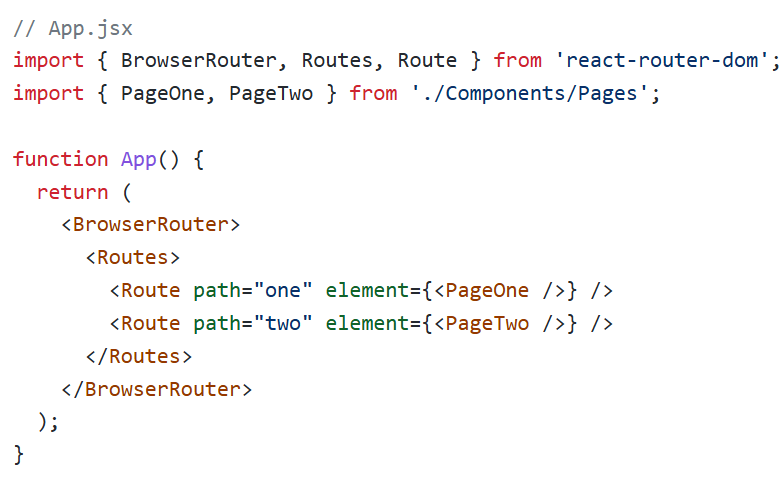 // App.jsx
import { BrowserRouter, Routes, Route } from 'react-router-dom';
import { PageOne, PageTwo } from './Components/Pages';

function App() {
  return (
    <BrowserRouter>
      <Routes>
        <Route path="one" element={<PageOne />} />
        <Route path="two" element={<PageTwo />} />
      </Routes>
    </BrowserRouter>
  );
}